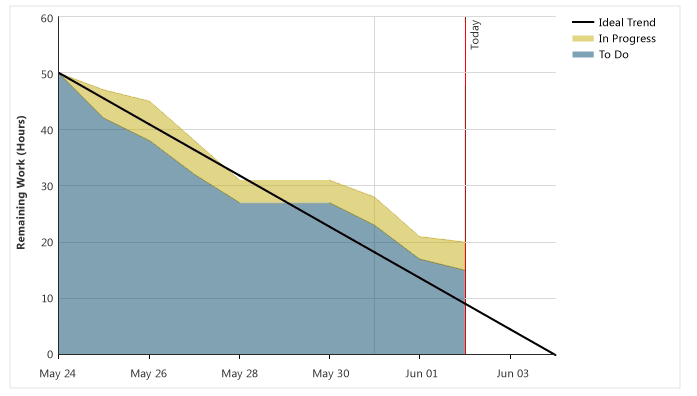 60
50
40
30
20
10
0
Remaining Work (Hours)
May 24
May 26
May 28
May 30
Jun 01
Jun 03
Today
Ideal Trend
In Progress
To Do